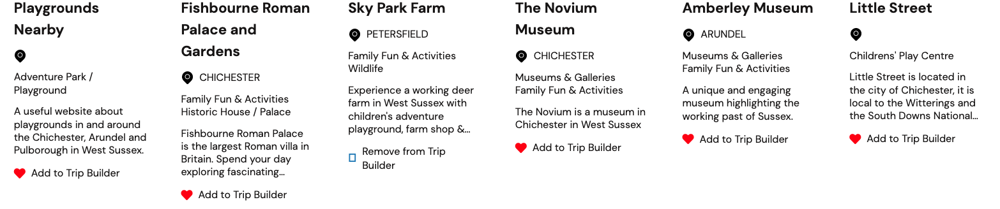 Playgrounds
Nearby
Adventure Park /
Playground
A useful website about
playgrounds in and around
the Chichester, Arundel and
Pulborough in West Sussex.
Add to Trip Builder
Fishbourne Roman
Palace and
Gardens
CHICHESTER
Family Fun & Activities
Historic House / Palace
Fishbourne Roman Palace
is the largest Roman villa in
Britain. Spend your day
exploring fascinating...
Add to Trip Builder
Sky Park Farm
PETERSFIELD
Family Fun & Activities
Wildlife
Experience a working deer
farm in West Sussex with
children's adventure
playground, farm shop &...
Remove from Trip
Builder
The Novium
Museum
CHICHESTER
Museums & Galleries
Family Fun & Activities
The Novium is a museum in
Chichester in West Sussex
Add to Trip Builder
Amberley Museum
ARUNDEL
Museums & Galleries
Family Fun & Activities
A unique and engaging
museum highlighting the
working past of Sussex.
Add to Trip Builder
Little Street
Childrens' Play Centre
Little Street is located in
the city of Chichester, it is
local to the Witterings and
the South Downs National...
Add to Trip Builder